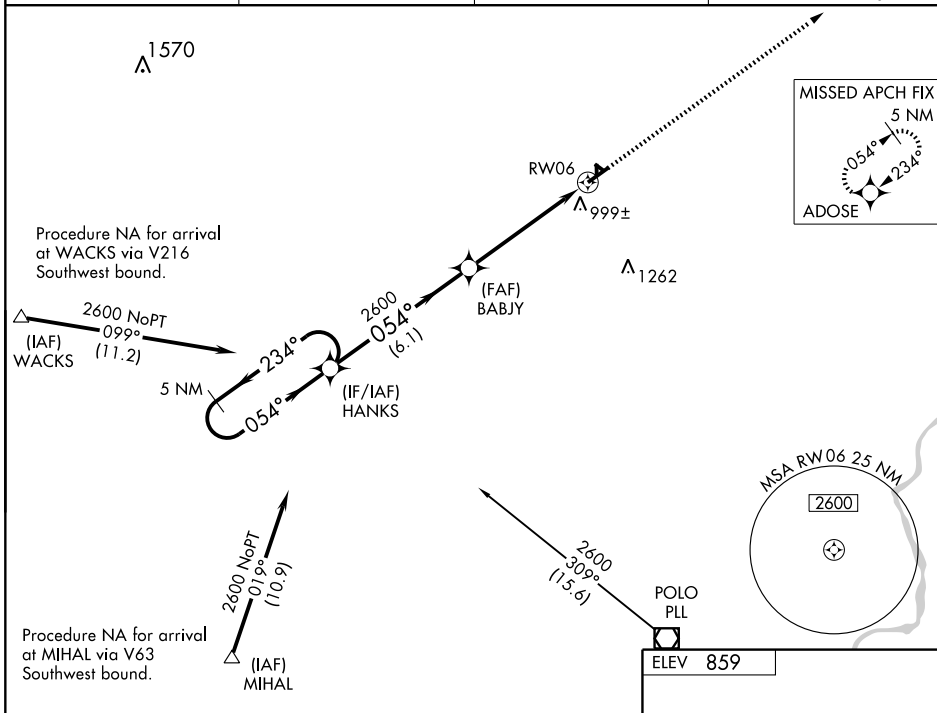 1570
MISSED APCH FIX
5 NM
054°
234°
ADOSE
RW06
999±
Procedure NA for arrival
at WACKS via V216
Southwest bound.
1262
(FAF)
BABJY
2600 NoPT
099°
(11.2)
(IAF)
WACKS
2600
054°
(6.1)
234°
5 NM
054°
(IF/IAF)
HANKS
MSA RW06 25 NM
2600
2600 NoPT
019°
(10.9)
2600
309°
(15.6)
POLO
PLL
Procedure NA for arrival
at MIHAL via V63
Southwest bound.
(IAF)
MIHAL
ELEV 859